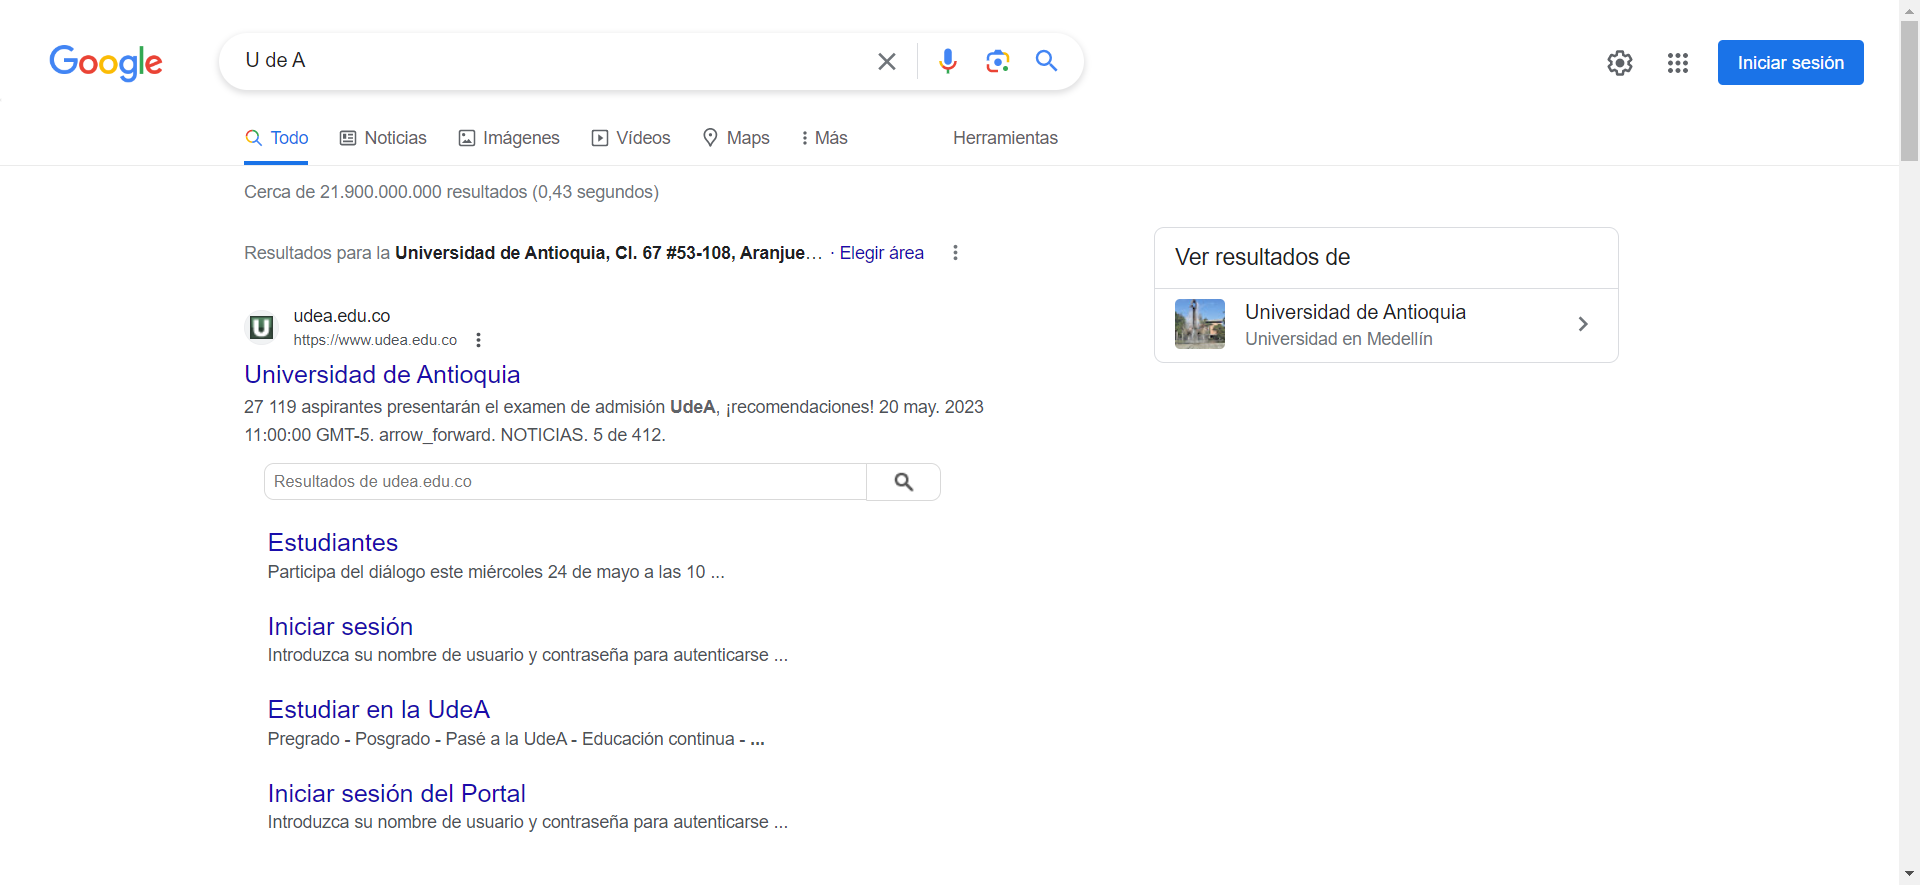 Google
U de A
Iniciar sesión
Todo
Noticias
Imágenes
Vídeos
Maps
Más
Herramientas
Cerca de 21.900.000.000 resultados (0,43 segundos)
Resultados para la Universidad de Antioquia, Cl. 67 #53-108, Aranjue… · Elegir área
udea.edu.co
https://www.udea.edu.co
Universidad de Antioquia
27 119 aspirantes presentarán el examen de admisión UdeA, ¡recomendaciones! 20 may. 2023
11:00:00 GMT-5. arrow_forward. NOTICIAS. 5 de 412.
Resultados de udea.edu.co
Estudiantes
Participa del diálogo este miércoles 24 de mayo a las 10 ...
Iniciar sesión
Introduzca su nombre de usuario y contraseña para autenticarse ...
Estudiar en la UdeA
Pregrado - Posgrado - Pasé a la UdeA - Educación continua - ...
Iniciar sesión del Portal
Introduzca su nombre de usuario y contraseña para autenticarse ...
Ver resultados de
Universidad de Antioquia
Universidad en Medellín